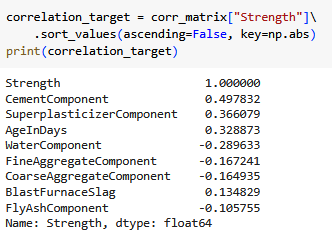 correlation_target = corr_matrix["Strength"]\
    .sort_values(ascending=False, key=np.abs)
print(correlation_target)
Strength                     1.000000
CementComponent              0.497832
SuperplasticizerComponent    0.366079
AgeInDays                    0.328873
WaterComponent              -0.289633
FineAggregateComponent      -0.167241
CoarseAggregateComponent    -0.164935
BlastFurnaceSlag             0.134829
FlyAshComponent             -0.105755
Name: Strength, dtype: float64